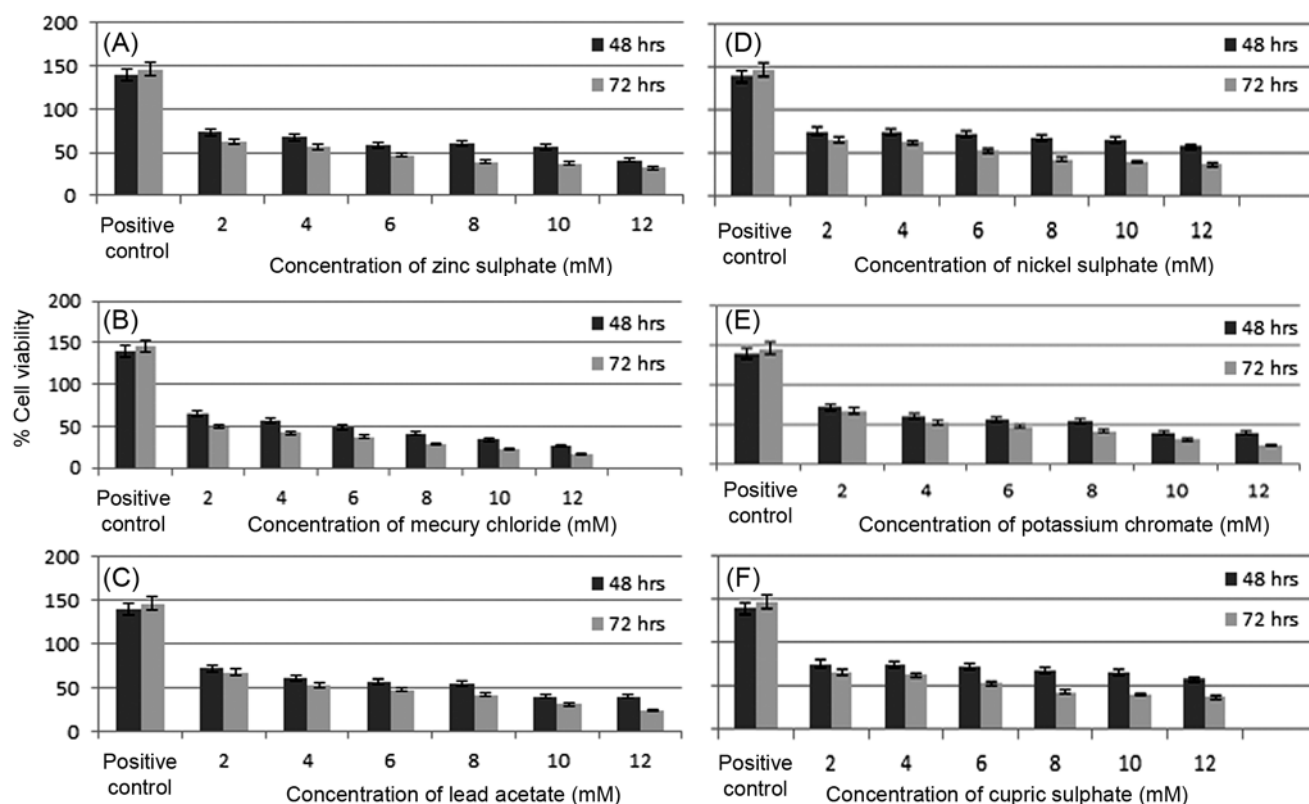 (A)
48 hrs
72 hrs
200
150
100
50
0
Positive control
2 4 6 8 10 12
Concentration of zinc sulphate (mM)
(D)
48 hrs
72 hrs
Positive control
2 4 6 8 10 12
Concentration of nickel sulphate (mM)
% Cell viability
(B)
48 hrs
72 hrs
200
150
100
50
0
Positive control
2 4 6 8 10 12
Concentration of mecury chloride (mM)
(E)
48 hrs
72 hrs
Positive control
2 4 6 8 10 12
Concentration of potassium chromate (mM)
(C)
48 hrs
72 hrs
200
150
100
50
0
Positive control
2 4 6 8 10 12
Concentration of lead acetate (mM)
(F)
48 hrs
72 hrs
Positive control
2 4 6 8 10 12
Concentration of cupric sulphate (mM)